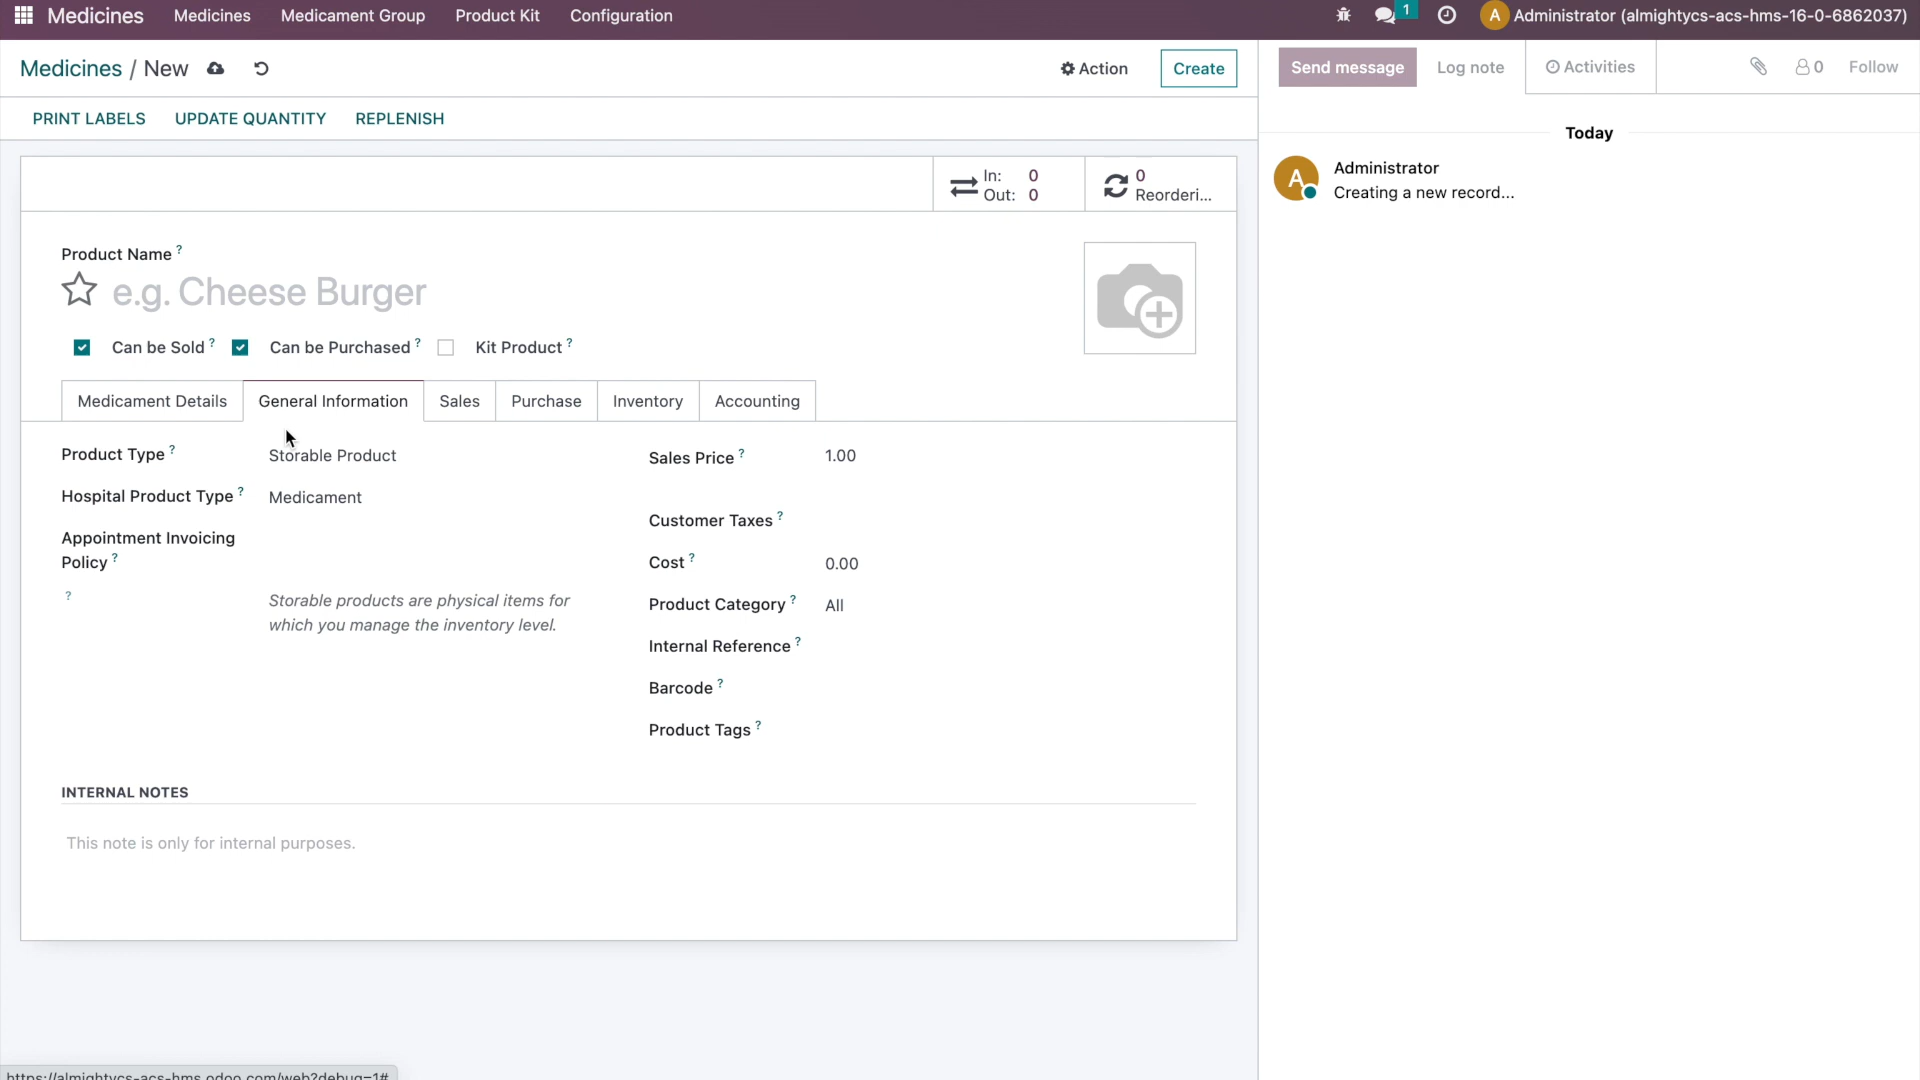 Medicines Medicines Medicament Group Product Kit Configuration 1 A Administrator (almightycs-acs-hms-16-0-6862037)
Medicines / New Action Create Send message Log note Activities 0 Follow
PRINT LABELS UPDATE QUANTITY REPLENISH
Today
In: 0
Out: 0
0
Reorderi...
A
Administrator
Creating a new record...
Product Name ?
e.g. Cheese Burger
Can be Sold ? Can be Purchased ? Kit Product ?
Medicament Details General Information Sales Purchase Inventory Accounting
Product Type ? Storable Product
Hospital Product Type ? Medicament
Appointment Invoicing
Policy ?
?
Storable products are physical items for
which you manage the inventory level.
Sales Price ? 1.00
Customer Taxes ?
Cost ? 0.00
Product Category ? All
Internal Reference ?
Barcode ?
Product Tags ?
INTERNAL NOTES
This note is only for internal purposes.
https://almightycs-acs-hms.odoo.com/web?debug=1#